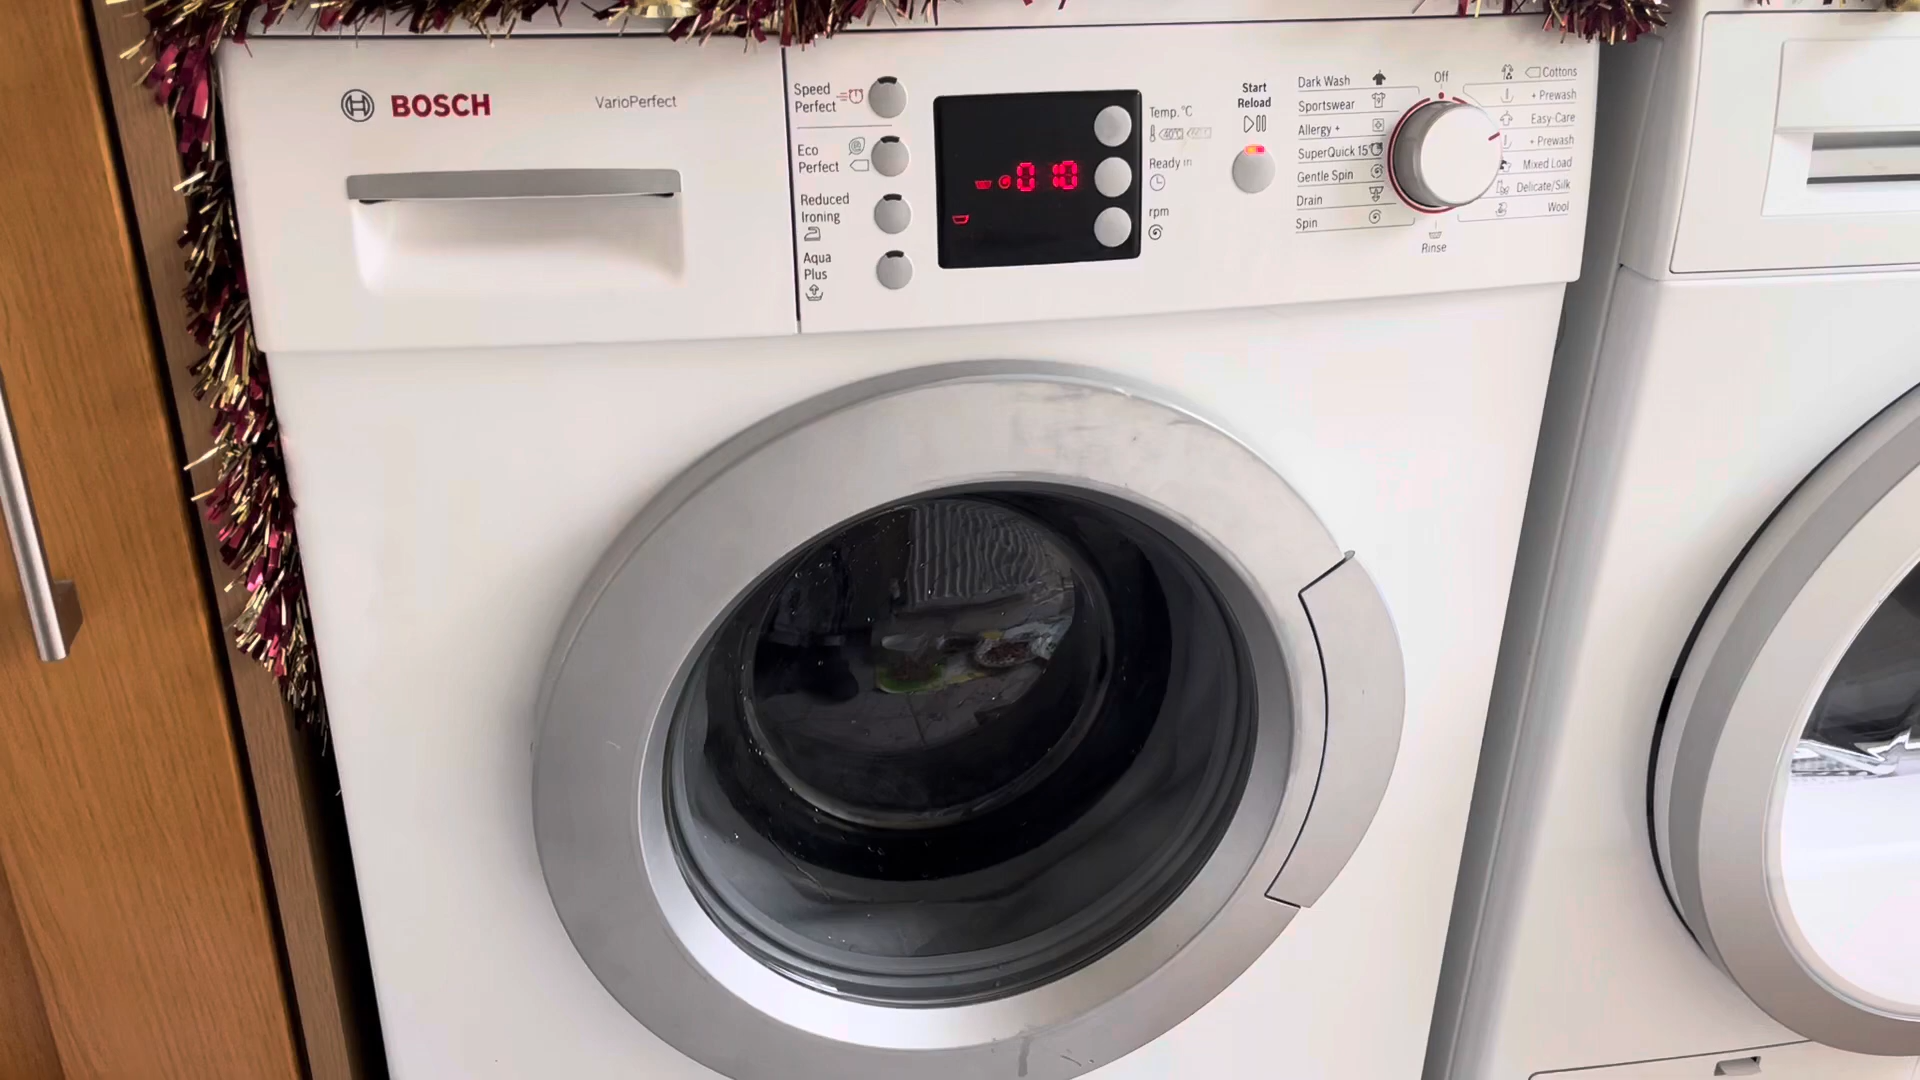 BOSCH
VarioPerfect
Speed
Perfect
Eco
Perfect
Reduced
Ironing
Aqua
Plus
0 10
Temp. °C
Ready in
rpm
Start
Reload
Dark Wash
Sportswear
Allergy +
SuperQuick 15'
Gentle Spin
Drain
Spin
Off
Rinse
Cottons
+ Prewash
Easy-Care
+ Prewash
Mixed Load
Delicate/Silk
Wool